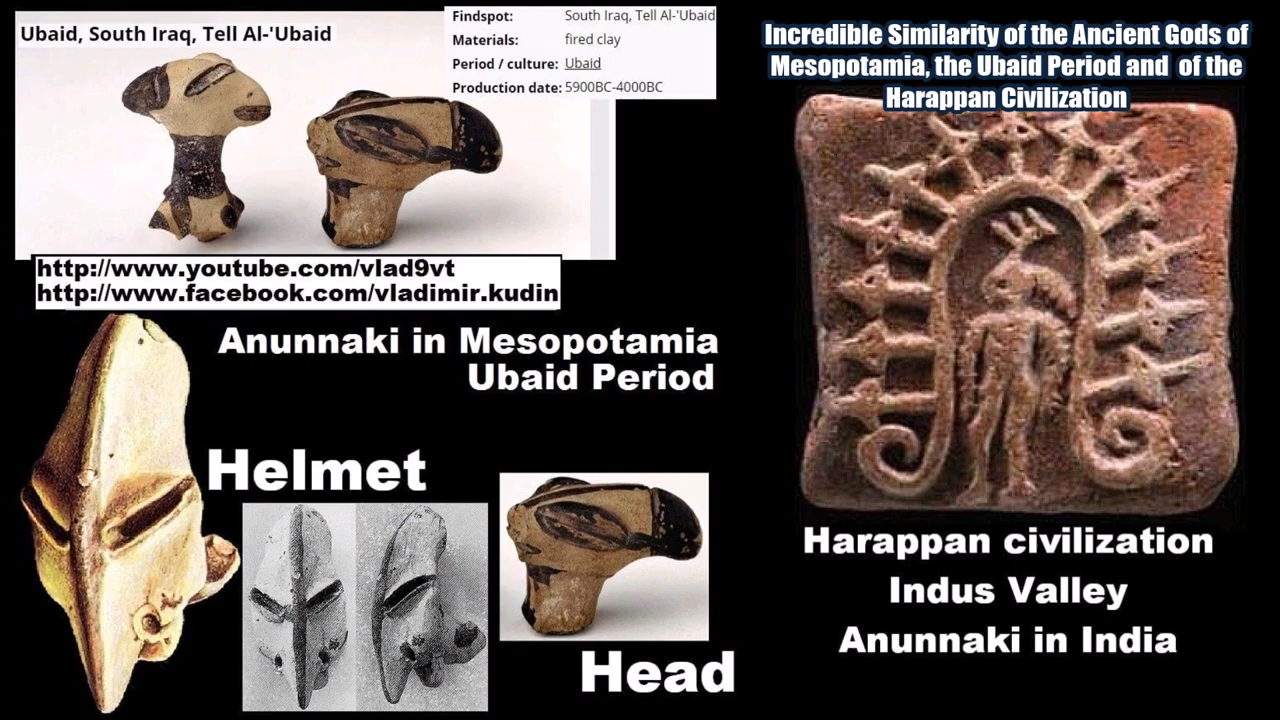 Ubaid, South Iraq, Tell Al-'Ubaid
Findspot: South Iraq, Tell Al-'Ubaid
Materials: fired clay
Period / culture: Ubaid
Production date: 5900BC-4000BC
Incredible Similarity of the Ancient Gods of
Mesopotamia, the Ubaid Period and of the
Harappan Civilization
http://www.youtube.com/vlad9vt
http://www.facebook.com/vladimir.kudin
Anunnaki in Mesopotamia
Ubaid Period
Helmet
Head
Harappan civilization
Indus Valley
Anunnaki in India